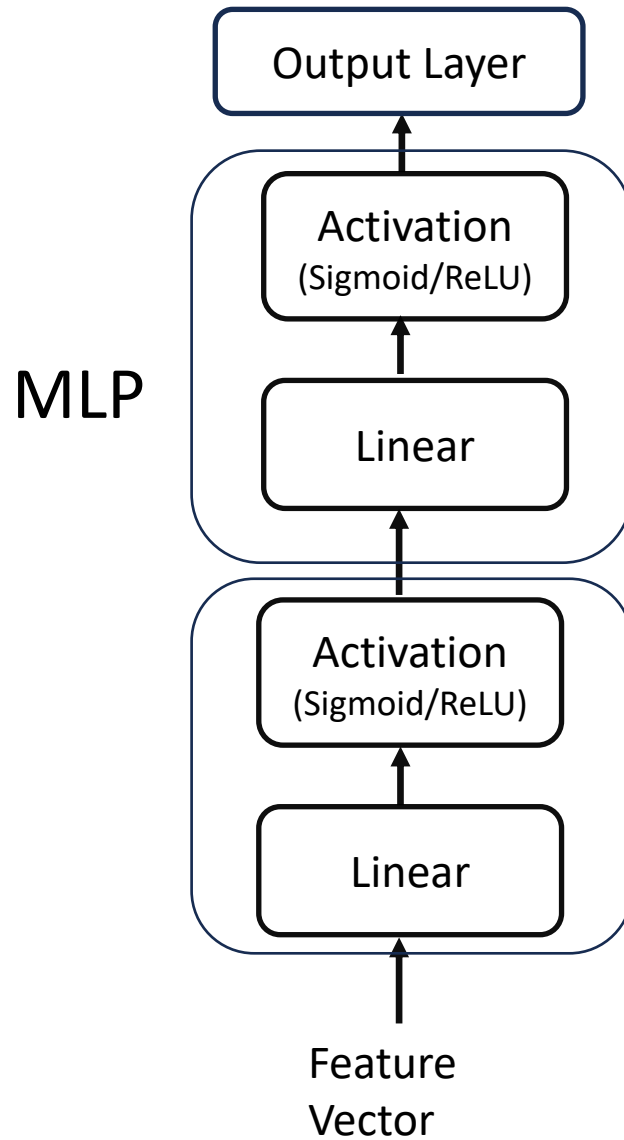 Output Layer
Activation
(Sigmoid/ReLU)
MLP
Linear
Activation
(Sigmoid/ReLU)
Linear
Feature
Vector